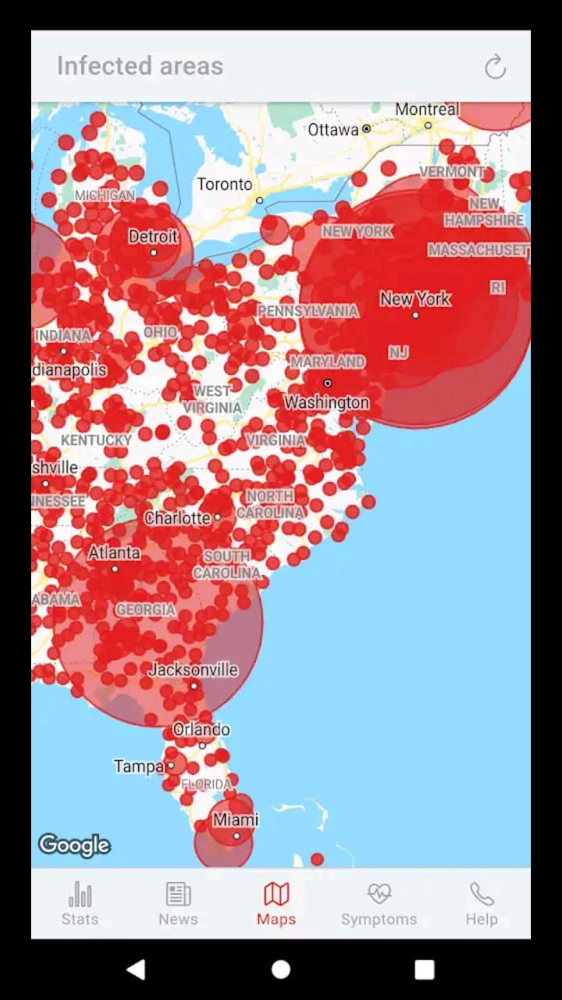 Infected areas
Montreal
Ottawa
VERMONT
Toronto
MICHIGAN
NEW
HAMPSHIRE
NEW YORK
Detroit
MASSACHUSET
RI
New York
PENNSYLVANIA
OHIO
INDIANA
NJ
MARYLAND
dianapolis
WEST
VIRGINIA
Washington
KENTUCKY
VIRGINIA
shville
NNESSEE
NORTH
CAROLINA
Charlotte
Atlanta
SOUTH
CAROLINA
ABAMA
GEORGIA
Jacksonville
Orlando
Tampa
FLORIDA
Miami
Google
Stats
News
Maps
Symptoms
Help